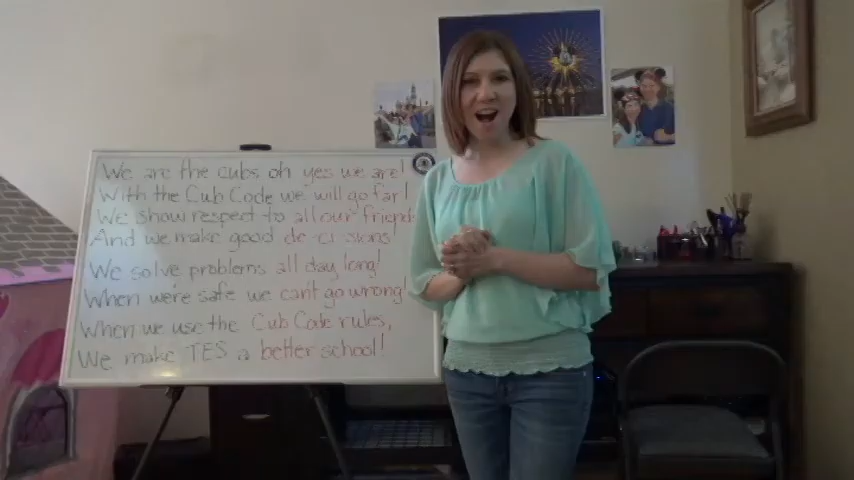 We are the cubs oh yes we are!
With the Cub Code we will go far!
We show respect to all our friends
And we make good de-ci-sions!
We solve problems all day long!
When we're safe we can't go wrong!
When we use the Cub Code rules,
We make TES a better school!